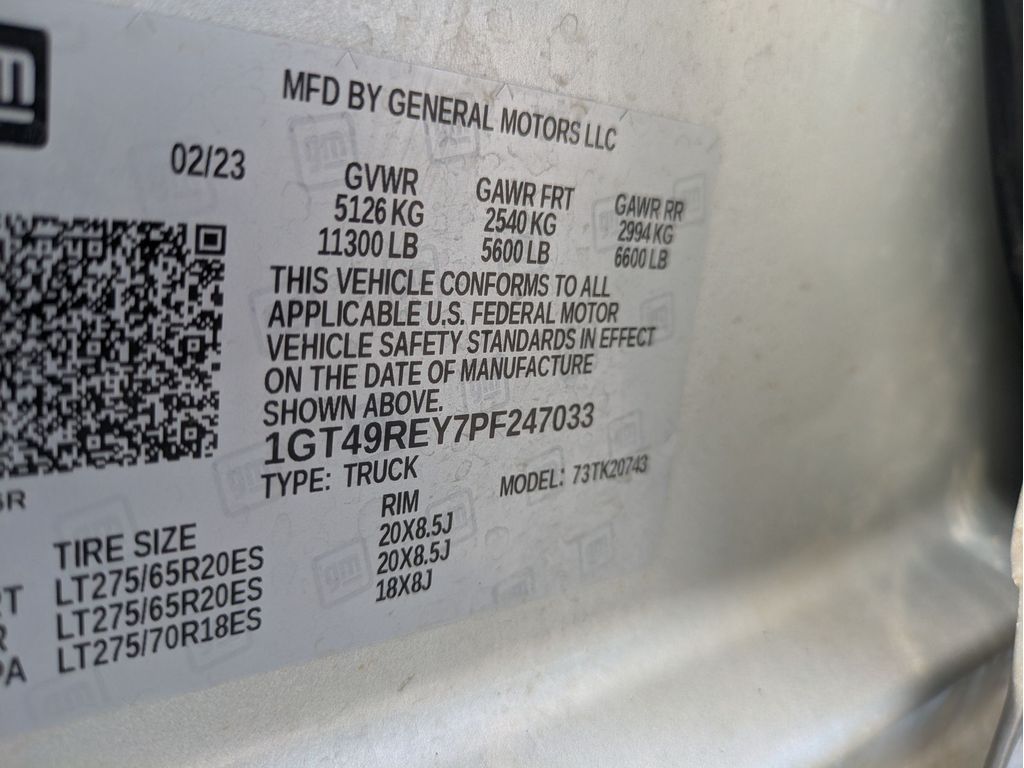 gm
MFD BY GENERAL MOTORS LLC
02/23
GVWR GAWR FRT GAWR RR
5126 KG 2540 KG 2994 KG
11300 LB 5600 LB 6600 LB
THIS VEHICLE CONFORMS TO ALL
APPLICABLE U.S. FEDERAL MOTOR
VEHICLE SAFETY STANDARDS IN EFFECT
ON THE DATE OF MANUFACTURE
SHOWN ABOVE.
1GT49REY7PF247033
TYPE: TRUCK MODEL: 73TK20743
TIRE SIZE RIM
LT275/65R20ES 20X8.5J
LT275/65R20ES 20X8.5J
LT275/70R18ES 18X8J